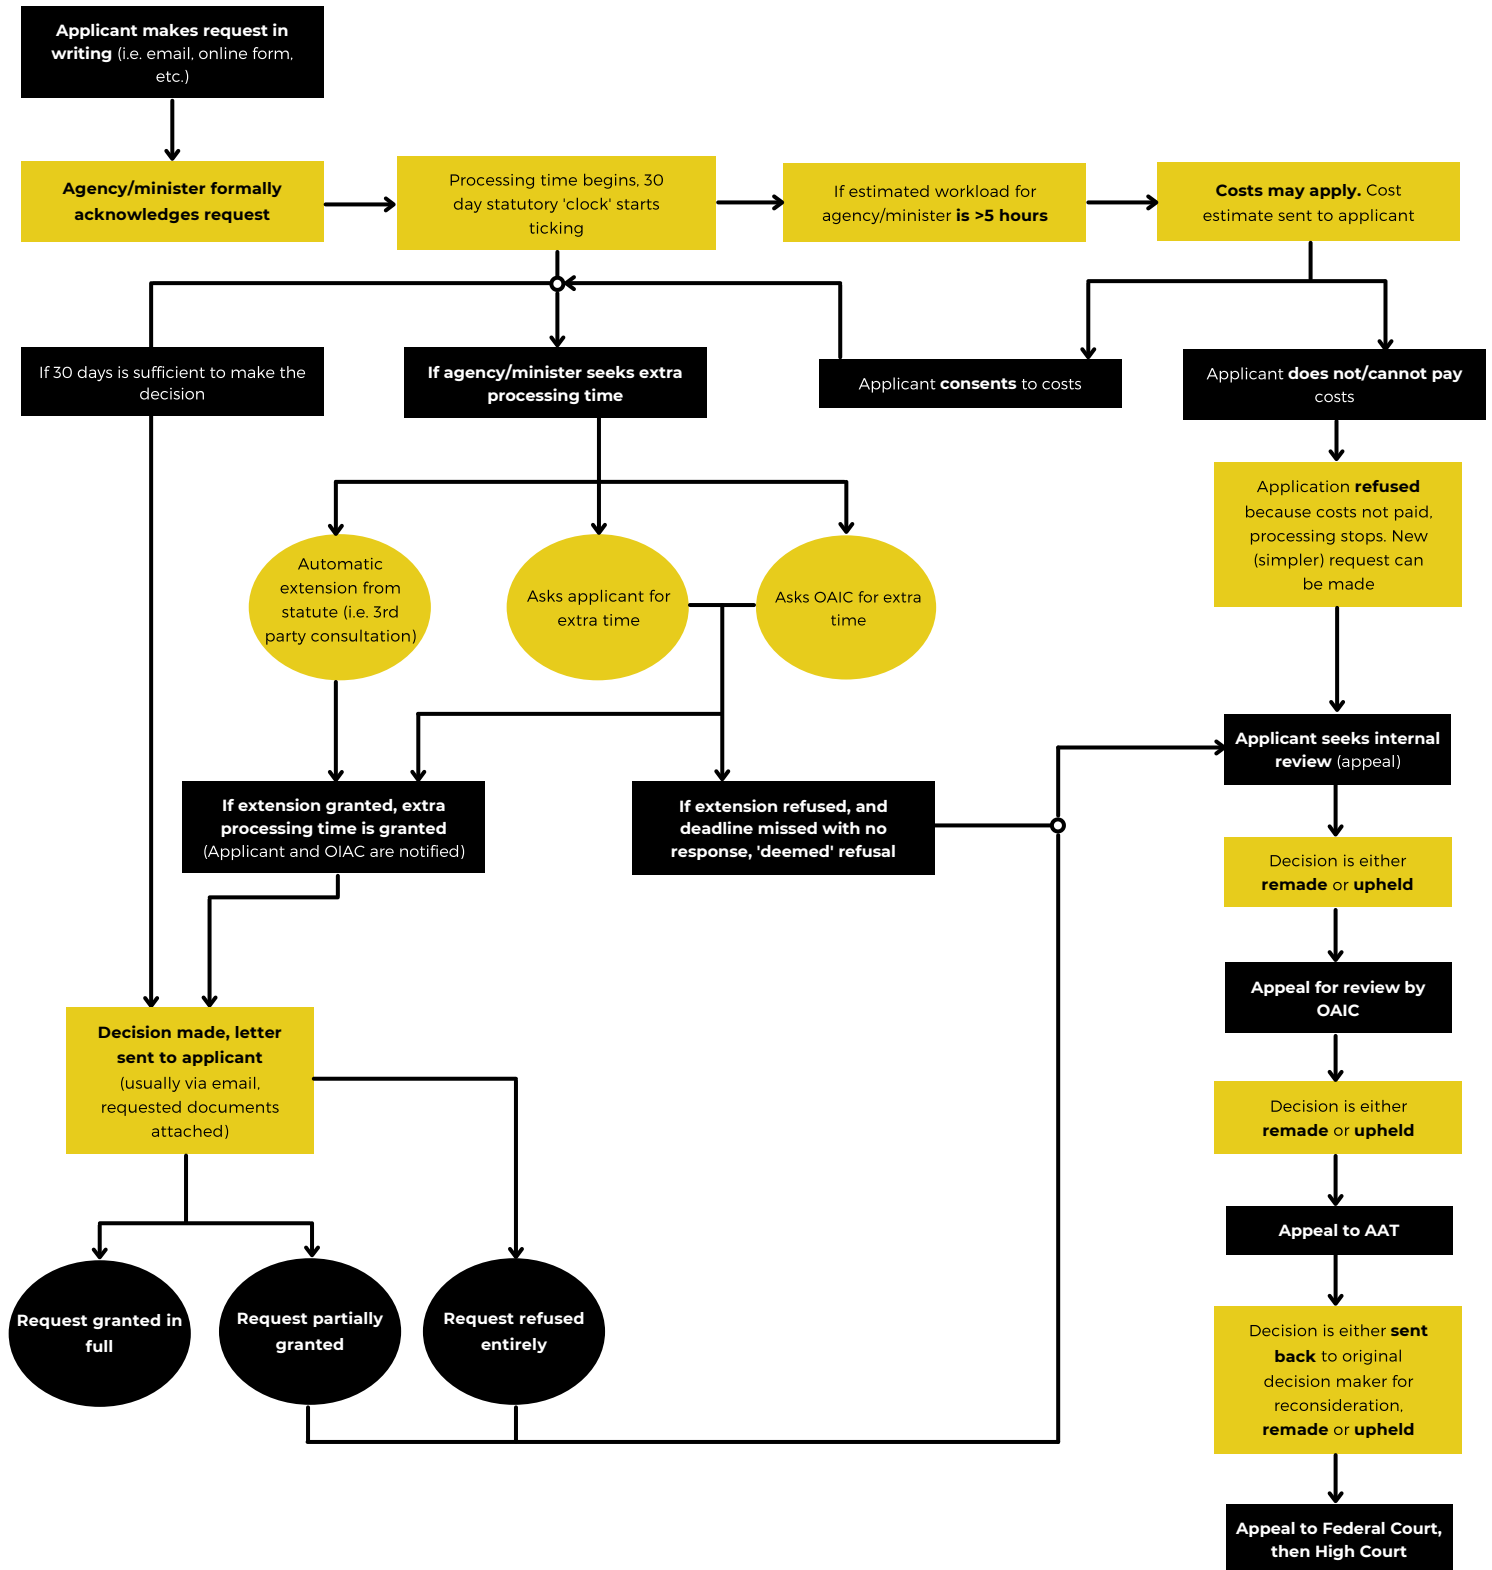 Applicant makes request in
writing (i.e. email, online form,
etc.)
Agency/minister formally
acknowledges request
Processing time begins, 30
day statutory 'clock' starts
ticking
If estimated workload for
agency/minister is >5 hours
Costs may apply. Cost
estimate sent to applicant
If 30 days is sufficient to make the
decision
If agency/minister seeks extra
processing time
Applicant consents to costs
Applicant does not/cannot pay
costs
Application refused
because costs not paid,
processing stops. New
(simpler) request can
be made
Automatic
extension from
statute (i.e. 3rd
party consultation)
Asks applicant for
extra time
Asks OAIC for extra
time
If extension granted, extra
processing time is granted
(Applicant and OIAC are notified)
If extension refused, and
deadline missed with no
response, 'deemed' refusal
Applicant seeks internal
review (appeal)
Decision is either
remade or upheld
Appeal for review by
OAIC
Decision made, letter
sent to applicant
(usually via email,
requested documents
attached)
Decision is either
remade or upheld
Appeal to AAT
Request granted in
full
Request partially
granted
Request refused
entirely
Decision is either sent
back to original
decision maker for
reconsideration,
remade or upheld
Appeal to Federal Court,
then High Court